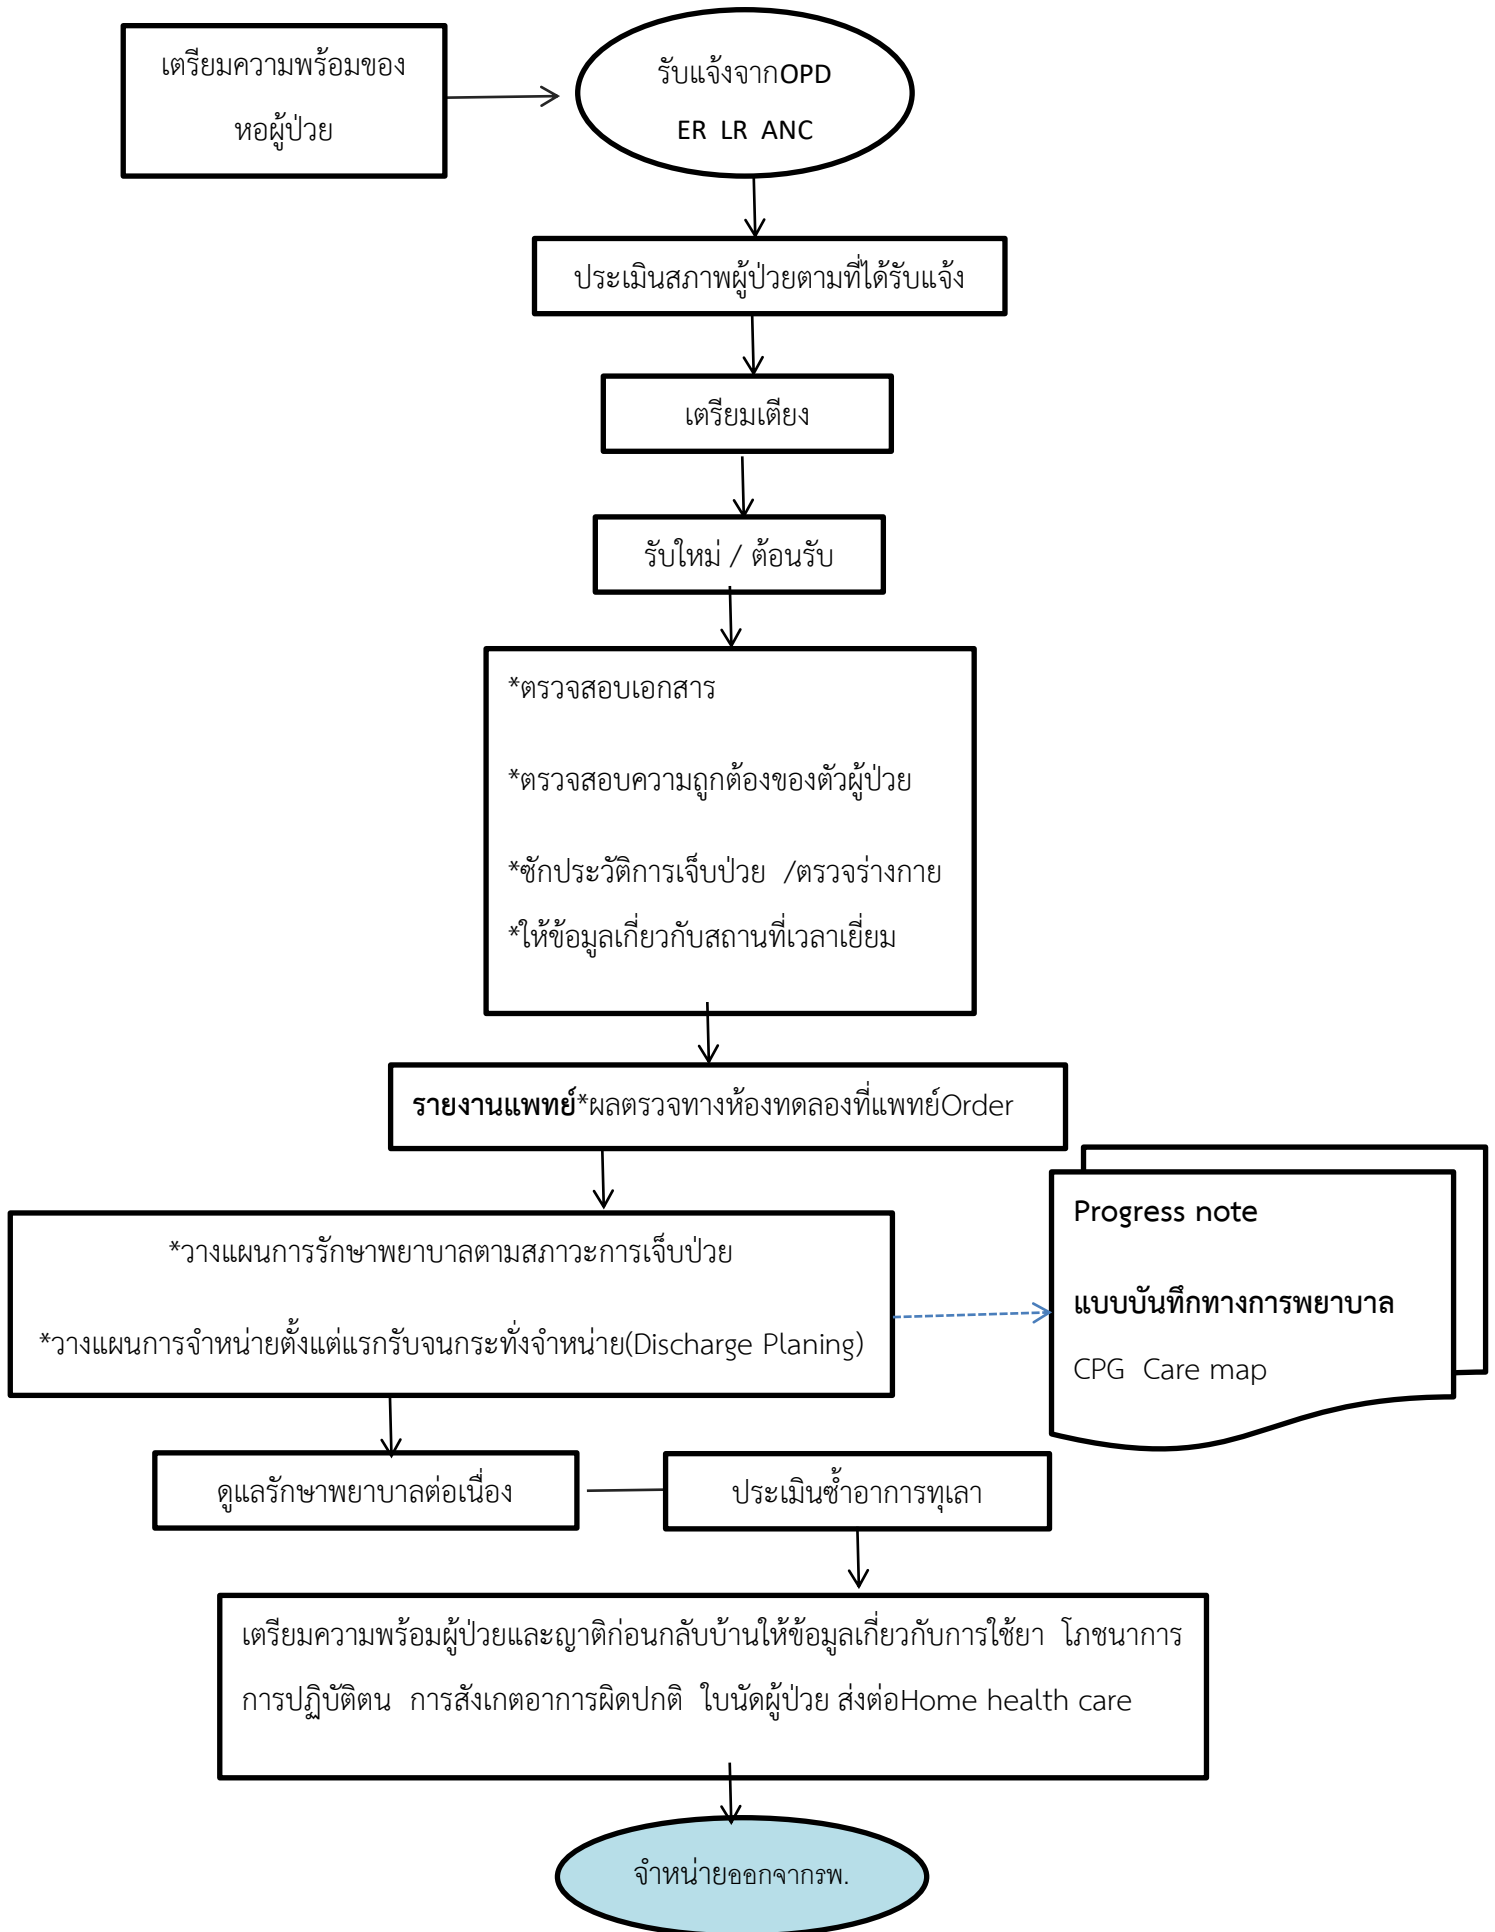 เตรียมความพร้อมของ
หอผู้ป่วย
รับแจ้งจากOPD
ER LR ANC
ประเมินสภาพผู้ป่วยตามที่ได้รับแจ้ง
เตรียมเตียง
รับใหม่ / ต้อนรับ
*ตรวจสอบเอกสาร
*ตรวจสอบความถูกต้องของตัวผู้ป่วย
*ซักประวัติการเจ็บป่วย /ตรวจร่างกาย
*ให้ข้อมูลเกี่ยวกับสถานที่เวลาเยี่ยม
รายงานแพทย์*ผลตรวจทางห้องทดลองที่แพทย์Order
*วางแผนการรักษาพยาบาลตามสภาวะการเจ็บป่วย
*วางแผนการจำหน่ายตั้งแต่แรกรับจนกระทั่งจำหน่าย(Discharge Planing)
Progress note
แบบบันทึกทางการพยาบาล
CPG Care map
ดูแลรักษาพยาบาลต่อเนื่อง
ประเมินซ้ำอาการทุเลา
เตรียมความพร้อมผู้ป่วยและญาติก่อนกลับบ้านให้ข้อมูลเกี่ยวกับการใช้ยา โภชนาการ
การปฏิบัติตน การสังเกตอาการผิดปกติ ใบนัดผู้ป่วย ส่งต่อHome health care
จำหน่ายออกจากรพ.